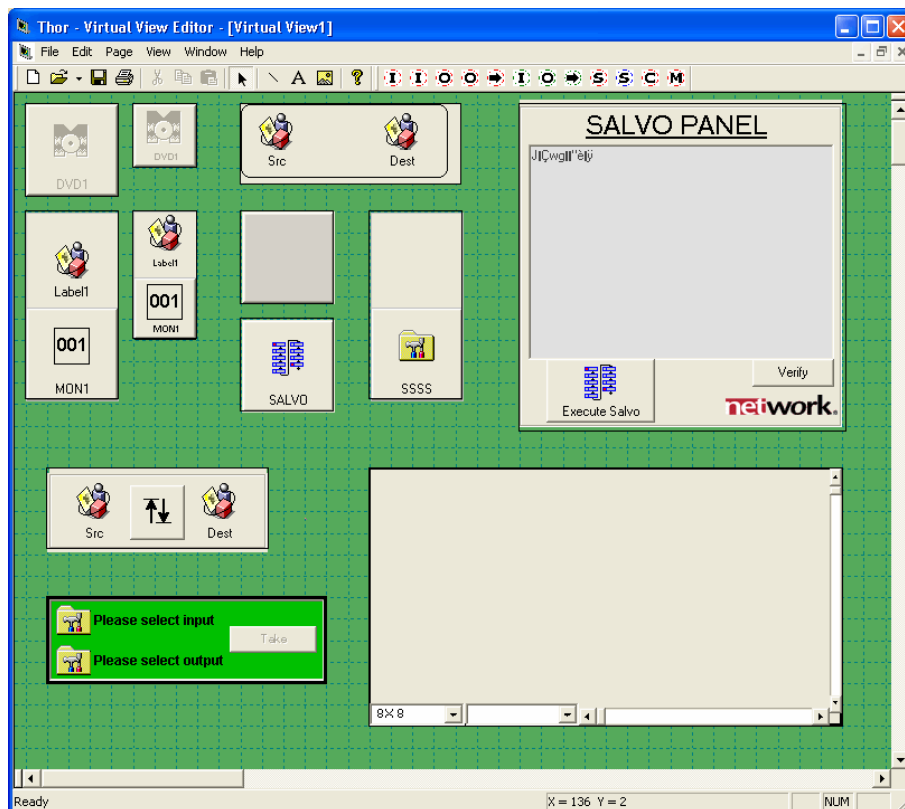 Thor - Virtual View Editor - [Virtual View1]
File Edit Page View Window Help
A ? I I O O I O S S C M
DVD1
DVD1
Src Dest
SALVO PANEL
Label1
Label1
001
MON1
001
MON1
SALVO
SSSS
Execute Salvo
Verify
network.
Src Dest
Please select input
Take
Please select output
8X 8
Ready X = 136 Y = 2 NUM